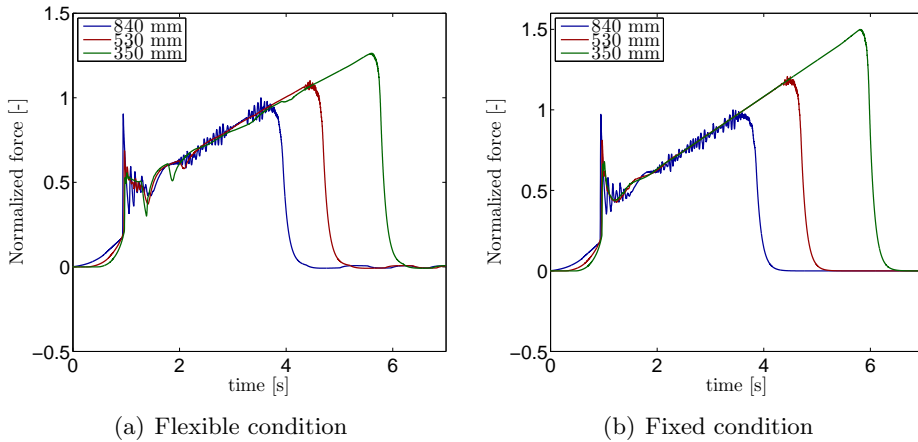 1.5
1
0.5
0
−0.5
0
2
4
6
Normalized force [-]
time [s]
840 mm
530 mm
350 mm
(a) Flexible condition
1.5
1
0.5
0
−0.5
0
2
4
6
Normalized force [-]
time [s]
840 mm
530 mm
350 mm
(b) Fixed condition